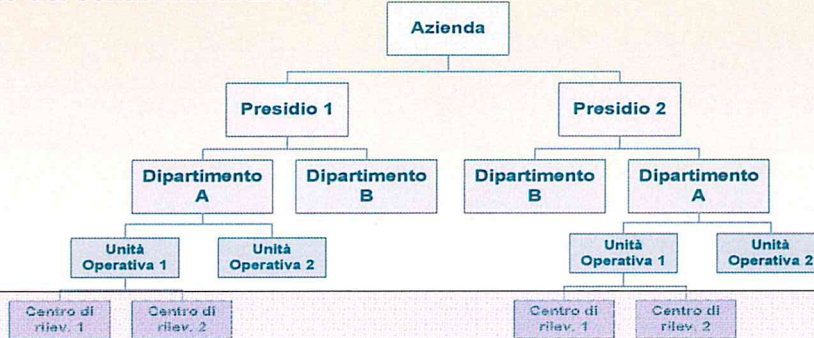 Azienda
Presidio 1 Presidio 2
Dipartimento Dipartimento Dipartimento Dipartimento
A B B A
Unità Unità Unità Unità
Operativa 1 Operativa 2 Operativa 1 Operativa 2
Centro di Centro di Centro di Centro di
rilev. 1 rilev. 2 rilev. 1 rilev. 2